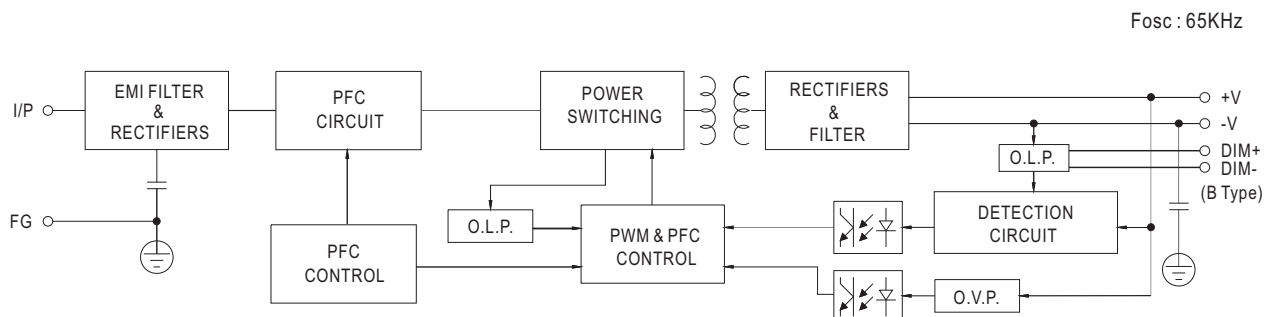 Fosc : 65KHz
I/P
EMI FILTER
&
RECTIFIERS
PFC
CIRCUIT
POWER
SWITCHING
RECTIFIERS
&
FILTER
+V
-V
DIM+
DIM-
(B Type)
O.L.P.
FG
O.L.P.
PFC
CONTROL
PWM & PFC
CONTROL
DETECTION
CIRCUIT
O.V.P.